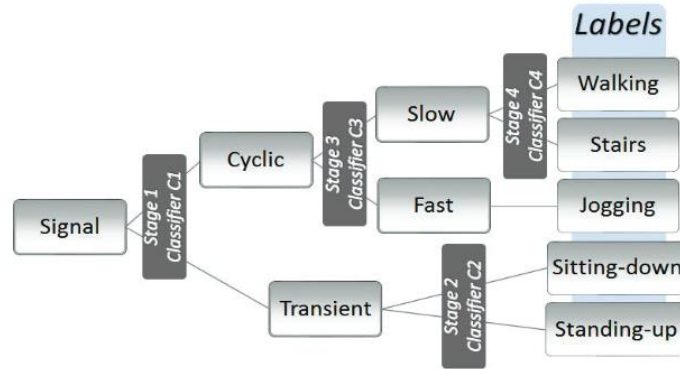 Labels
Walking
Stage 4
Classifier C4
Slow
Stairs
Stage 3
Classifier C3
Cyclic
Stage 1
Classifier C1
Fast
Jogging
Signal
Sitting-down
Stage 2
Classifier C2
Transient
Standing-up